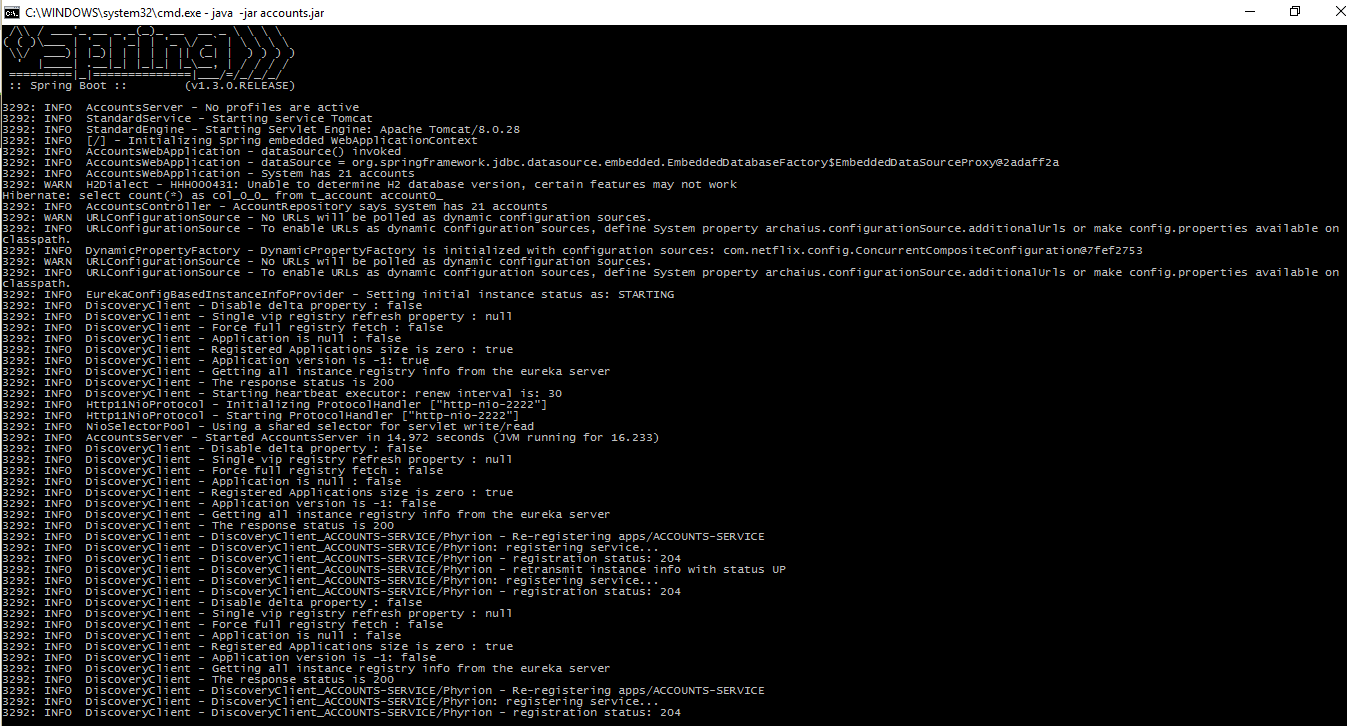 C:\WINDOWS\system32\cmd.exe - java  -jar accounts.jar
 /\\ / ___'_ __ _ _(_)_ __  __ _ \ \ \ \
( ( )\___ | '_ | '_| | '_ \/ _` | \ \ \ \
 \\/  ___)| |_)| | | | | || (_| |  ) ) ) )
  '  |____| .__|_| |_|_| |_\__, | / / / /
 =========|_|==============|___/=/_/_/_/
 :: Spring Boot ::        (v1.3.0.RELEASE)
3292: INFO  AccountsServer - No profiles are active
3292: INFO  StandardService - Starting service Tomcat
3292: INFO  StandardEngine - Starting Servlet Engine: Apache Tomcat/8.0.28
3292: INFO  [/] - Initializing Spring embedded WebApplicationContext
3292: INFO  AccountsWebApplication - dataSource() invoked
3292: INFO  AccountsWebApplication - dataSource = org.springframework.jdbc.datasource.embedded.EmbeddedDatabaseFactory$EmbeddedDataSourceProxy@2adaff2a
3292: INFO  AccountsWebApplication - System has 21 accounts
3292: WARN  H2Dialect - HHH000431: Unable to determine H2 database version, certain features may not work
Hibernate: select count(*) as col_0_0_ from t_account account0_
3292: INFO  AccountsController - AccountRepository says system has 21 accounts
3292: WARN  URLConfigurationSource - No URLs will be polled as dynamic configuration sources.
3292: INFO  URLConfigurationSource - To enable URLs as dynamic configuration sources, define System property archaius.configurationSource.additionalUrls or make config.properties available on
classpath.
3292: INFO  DynamicPropertyFactory - DynamicPropertyFactory is initialized with configuration sources: com.netflix.config.ConcurrentCompositeConfiguration@7fef2753
3292: WARN  URLConfigurationSource - No URLs will be polled as dynamic configuration sources.
3292: INFO  URLConfigurationSource - To enable URLs as dynamic configuration sources, define System property archaius.configurationSource.additionalUrls or make config.properties available on
classpath.
3292: INFO  EurekaConfigBasedInstanceInfoProvider - Setting initial instance status as: STARTING
3292: INFO  DiscoveryClient - Disable delta property : false
3292: INFO  DiscoveryClient - Single vip registry refresh property : null
3292: INFO  DiscoveryClient - Force full registry fetch : false
3292: INFO  DiscoveryClient - Application is null : false
3292: INFO  DiscoveryClient - Registered Applications size is zero : true
3292: INFO  DiscoveryClient - Application version is -1: true
3292: INFO  DiscoveryClient - Getting all instance registry info from the eureka server
3292: INFO  DiscoveryClient - The response status is 200
3292: INFO  DiscoveryClient - Starting heartbeat executor: renew interval is: 30
3292: INFO  Http11NioProtocol - Initializing ProtocolHandler ["http-nio-2222"]
3292: INFO  Http11NioProtocol - Starting ProtocolHandler ["http-nio-2222"]
3292: INFO  NioSelectorPool - Using a shared selector for servlet write/read
3292: INFO  AccountsServer - Started AccountsServer in 14.972 seconds (JVM running for 16.233)
3292: INFO  DiscoveryClient - Disable delta property : false
3292: INFO  DiscoveryClient - Single vip registry refresh property : null
3292: INFO  DiscoveryClient - Force full registry fetch : false
3292: INFO  DiscoveryClient - Application is null : false
3292: INFO  DiscoveryClient - Registered Applications size is zero : true
3292: INFO  DiscoveryClient - Application version is -1: false
3292: INFO  DiscoveryClient - Getting all instance registry info from the eureka server
3292: INFO  DiscoveryClient - The response status is 200
3292: INFO  DiscoveryClient - DiscoveryClient_ACCOUNTS-SERVICE/Phyrion - Re-registering apps/ACCOUNTS-SERVICE
3292: INFO  DiscoveryClient - DiscoveryClient_ACCOUNTS-SERVICE/Phyrion: registering service...
3292: INFO  DiscoveryClient - DiscoveryClient_ACCOUNTS-SERVICE/Phyrion - registration status: 204
3292: INFO  DiscoveryClient - DiscoveryClient_ACCOUNTS-SERVICE/Phyrion - retransmit instance info with status UP
3292: INFO  DiscoveryClient - DiscoveryClient_ACCOUNTS-SERVICE/Phyrion: registering service...
3292: INFO  DiscoveryClient - DiscoveryClient_ACCOUNTS-SERVICE/Phyrion - registration status: 204
3292: INFO  DiscoveryClient - Disable delta property : false
3292: INFO  DiscoveryClient - Single vip registry refresh property : null
3292: INFO  DiscoveryClient - Force full registry fetch : false
3292: INFO  DiscoveryClient - Application is null : false
3292: INFO  DiscoveryClient - Registered Applications size is zero : true
3292: INFO  DiscoveryClient - Application version is -1: false
3292: INFO  DiscoveryClient - Getting all instance registry info from the eureka server
3292: INFO  DiscoveryClient - The response status is 200
3292: INFO  DiscoveryClient - DiscoveryClient_ACCOUNTS-SERVICE/Phyrion - Re-registering apps/ACCOUNTS-SERVICE
3292: INFO  DiscoveryClient - DiscoveryClient_ACCOUNTS-SERVICE/Phyrion: registering service...
3292: INFO  DiscoveryClient - DiscoveryClient_ACCOUNTS-SERVICE/Phyrion - registration status: 204